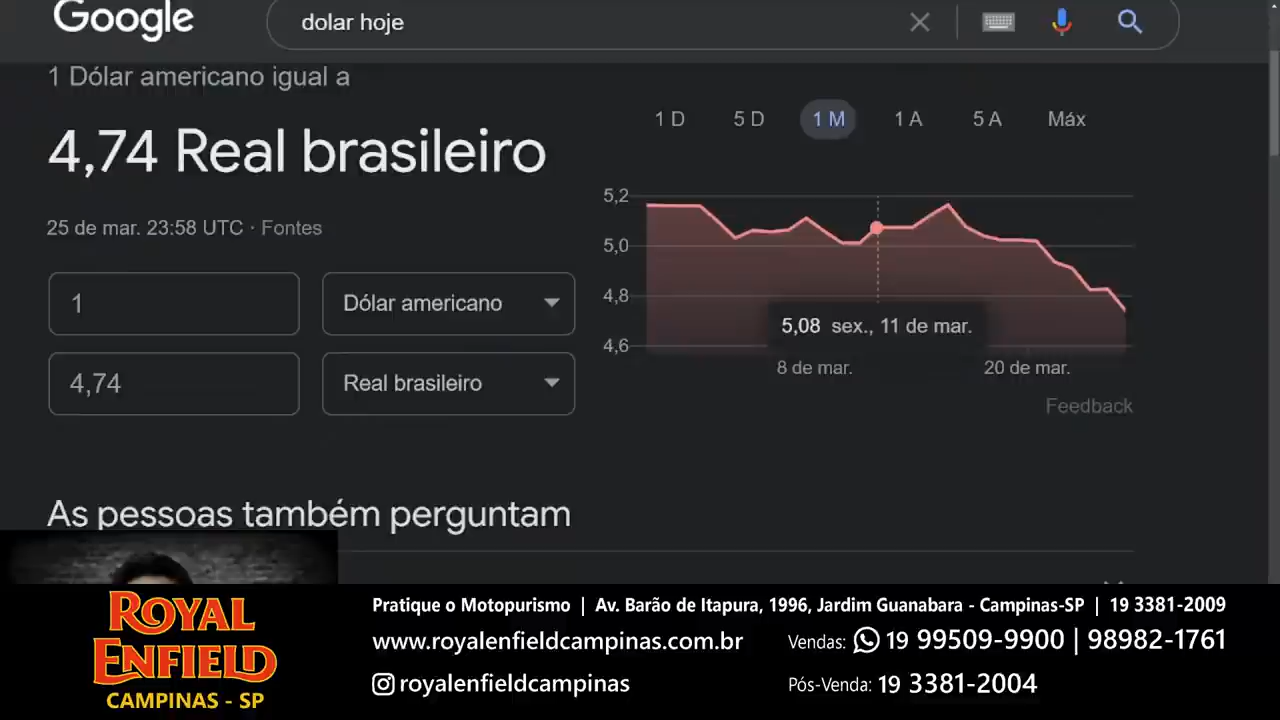 Google
dolar hoje
1 Dólar americano igual a
4,74 Real brasileiro
25 de mar. 23:58 UTC · Fontes
1
Dólar americano
4,74
Real brasileiro
1 D 5 D 1 M 1 A 5 A Máx
5,2
5,0
4,8
4,6
5,08 sex., 11 de mar.
8 de mar. 20 de mar.
Feedback
As pessoas também perguntam
ROYAL
ENFIELD
CAMPINAS - SP
Pratique o Motopurismo | Av. Barão de Itapura, 1996, Jardim Guanabara - Campinas-SP | 19 3381-2009
www.royalenfieldcampinas.com.br
Vendas: 19 99509-9900 | 98982-1761
royalenfieldcampinas
Pós-Venda: 19 3381-2004